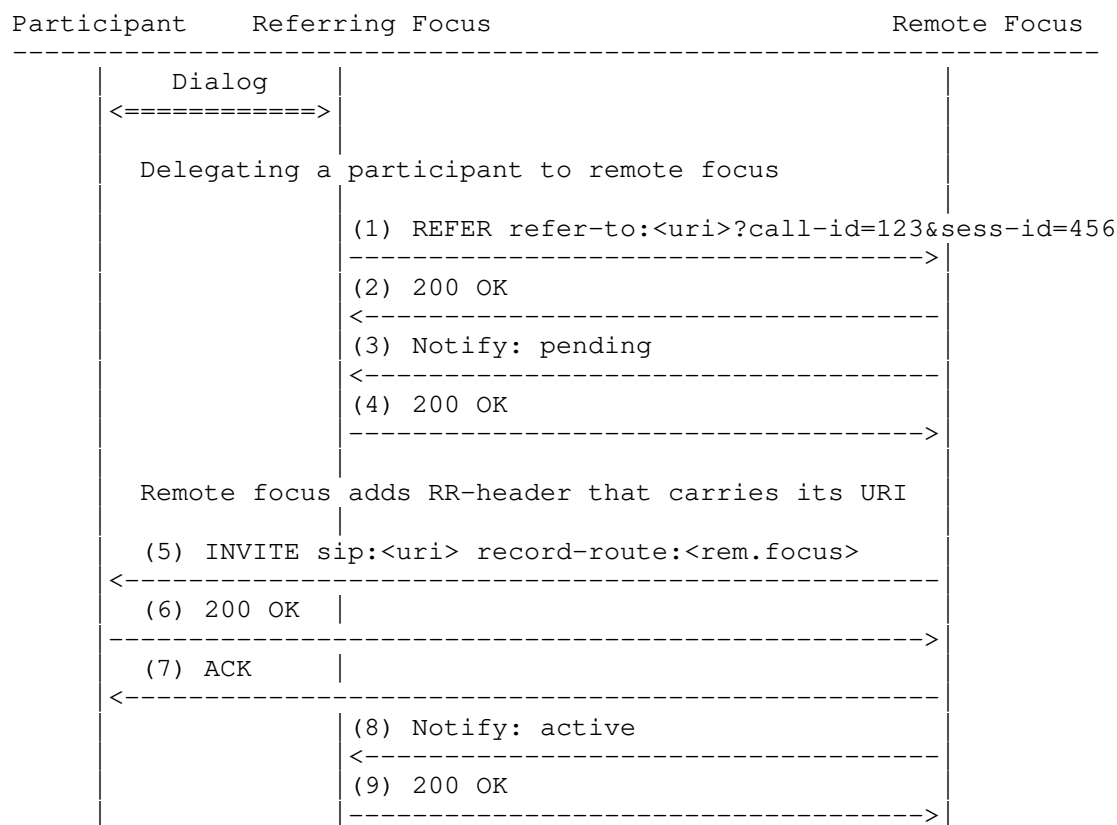 Participant Referring Focus Remote Focus
Dialog
Delegating a participant to remote focus
(1) REFER refer-to:<uri>?call-id=123&sess-id=456
(2) 200 OK
(3) Notify: pending
(4) 200 OK
Remote focus adds RR-header that carries its URI
(5) INVITE sip:<uri> record-route:<rem.focus>
(6) 200 OK
(7) ACK
(8) Notify: active
(9) 200 OK